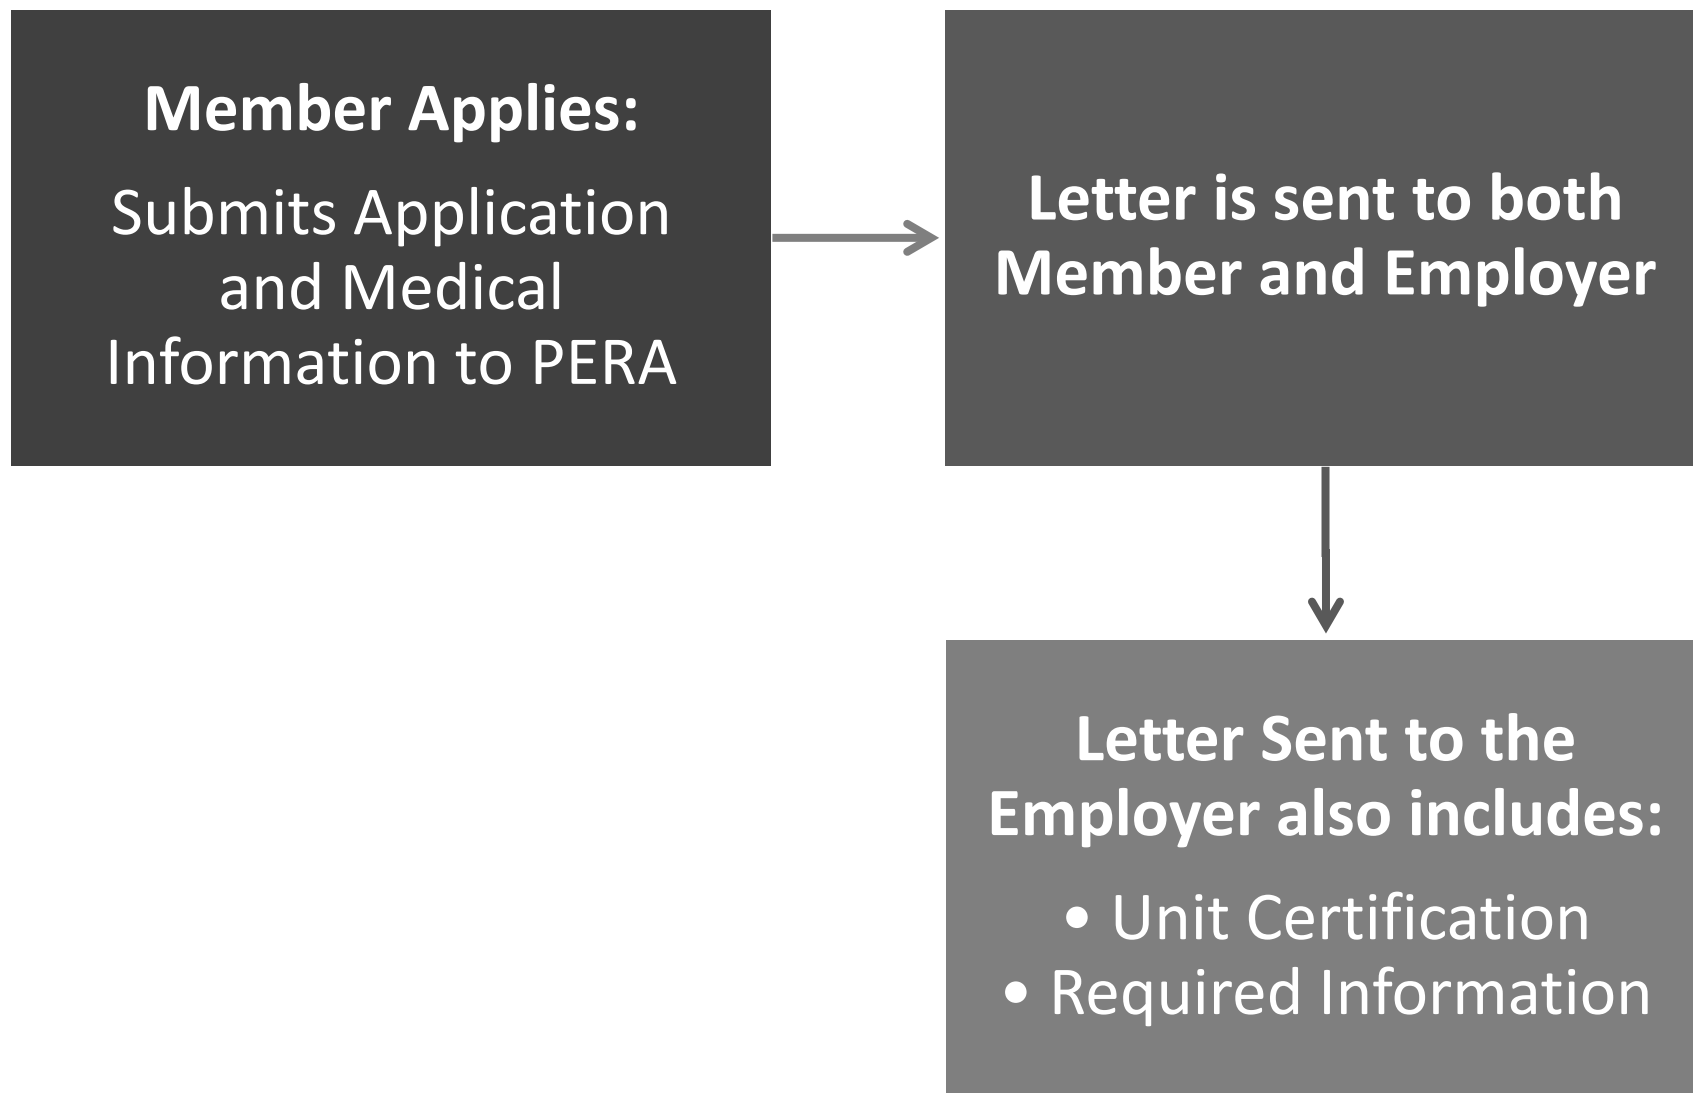 Member Applies:
Submits Application
and Medical
Information to PERA
Letter is sent to both
Member and Employer
Letter Sent to the
Employer also includes:
• Unit Certification
• Required Information